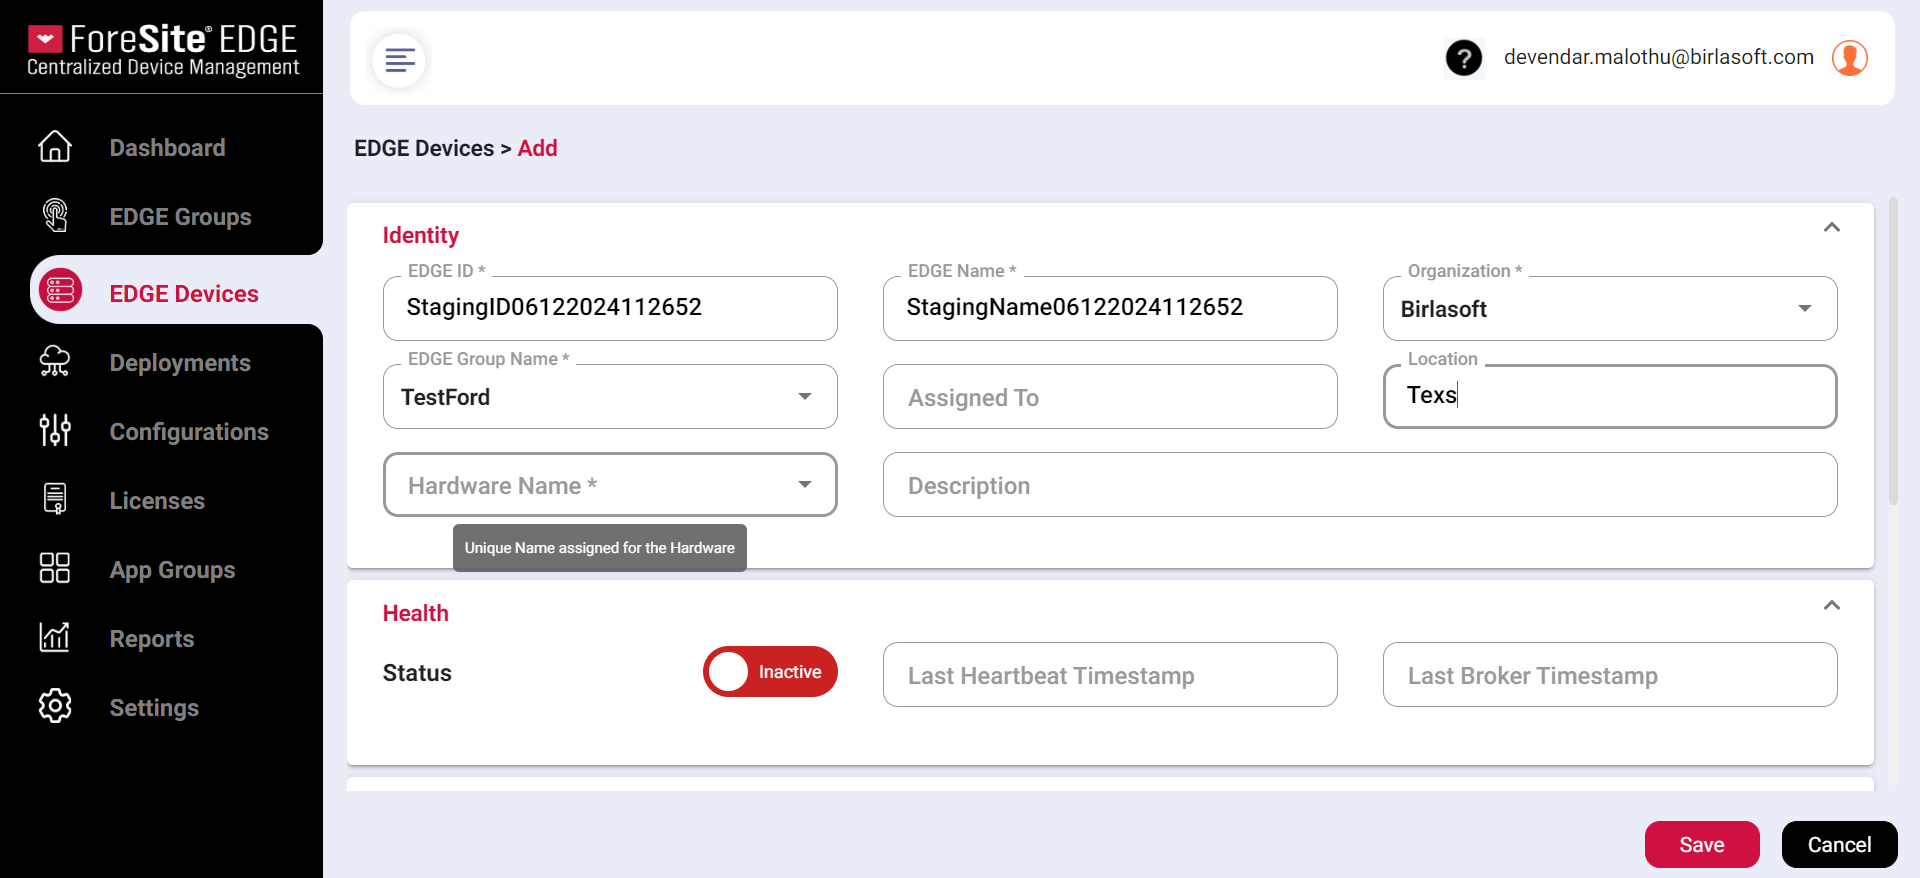 ForeSite® EDGE
Centralized Device Management
? devendar.malothu@birlasoft.com
Dashboard
EDGE Groups
EDGE Devices
Deployments
Configurations
Licenses
App Groups
Reports
Settings
EDGE Devices > Add
Identity
EDGE ID *
StagingID06122024112652
EDGE Name *
StagingName06122024112652
Organization *
Birlasoft
EDGE Group Name *
TestFord
Assigned To
Location
Texs
Hardware Name *
Description
Unique Name assigned for the Hardware
Health
Status
Inactive
Last Heartbeat Timestamp
Last Broker Timestamp
Save
Cancel